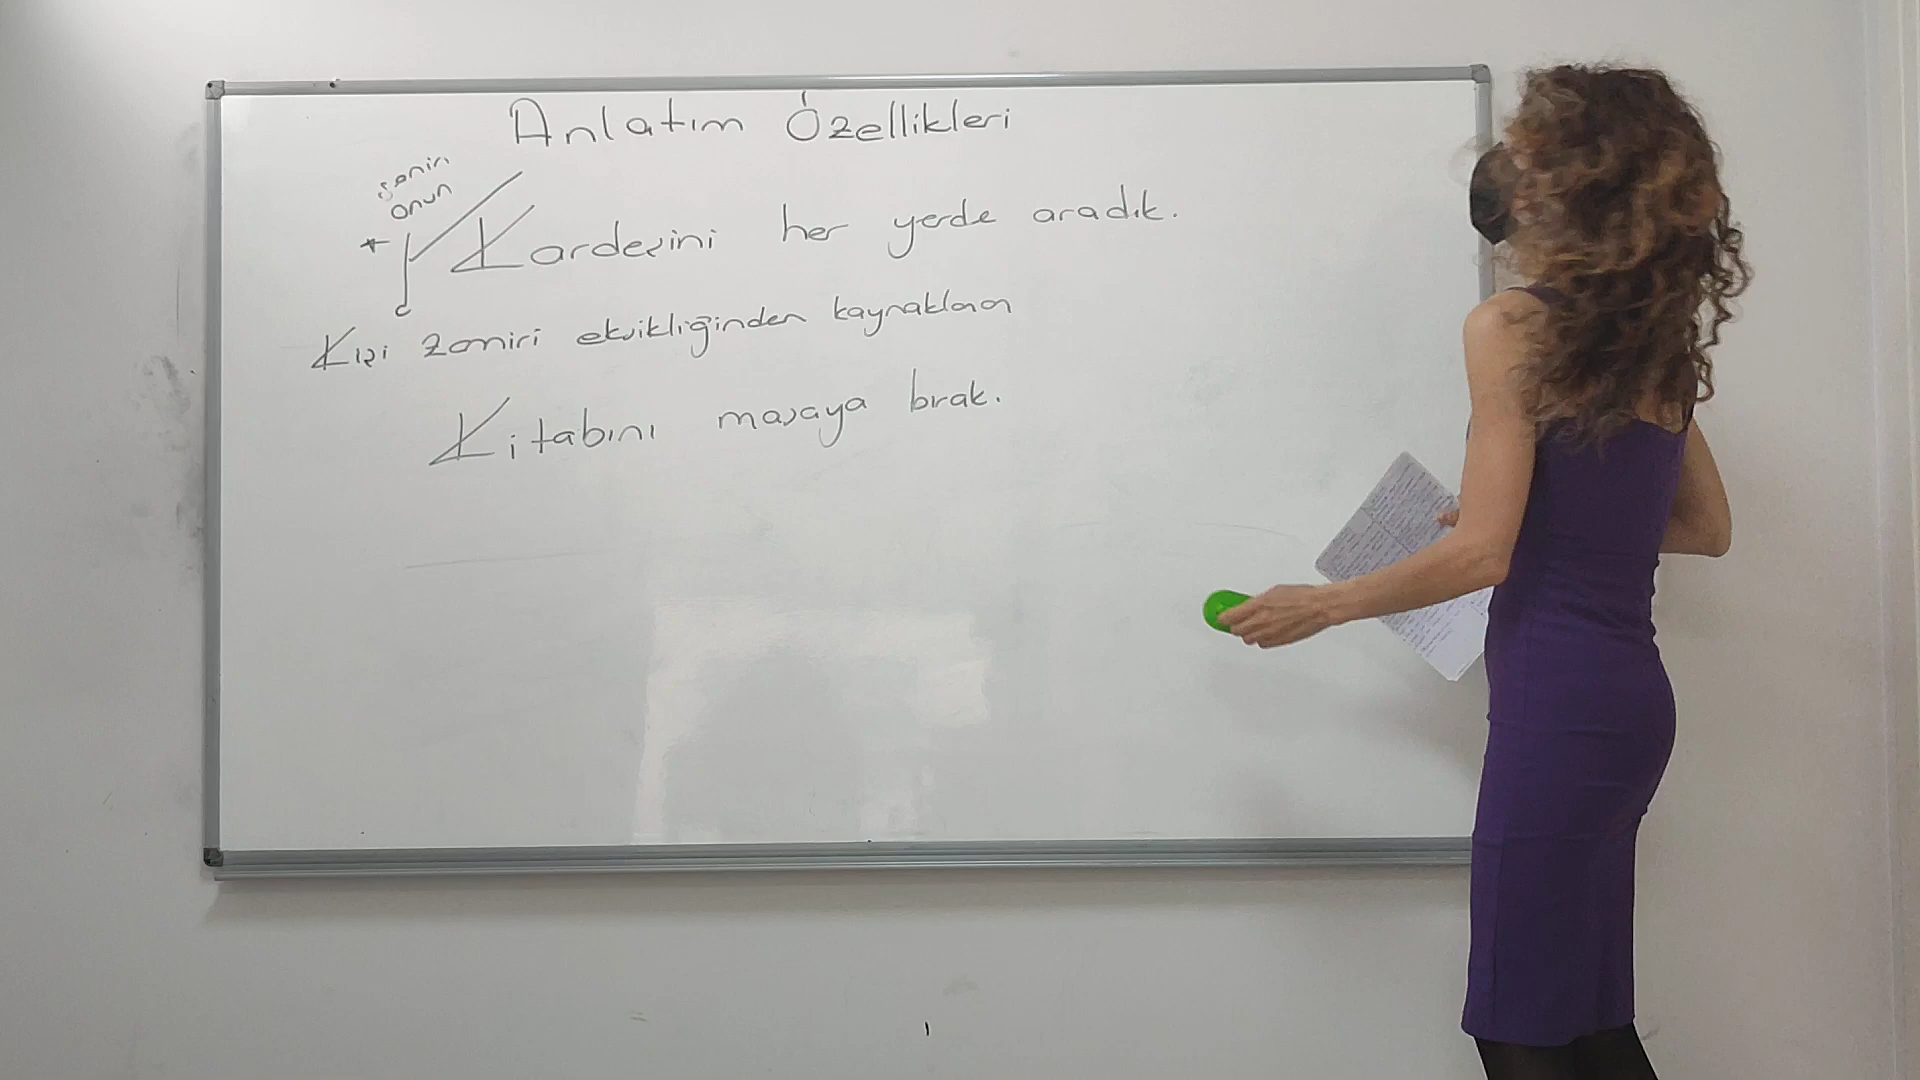 Anlatım Özellikleri
senin
onun
* Kardeşini her yerde aradık.
Kişi zamiri eksikliğinden kaynaklanan
Kitabını masaya bırak.